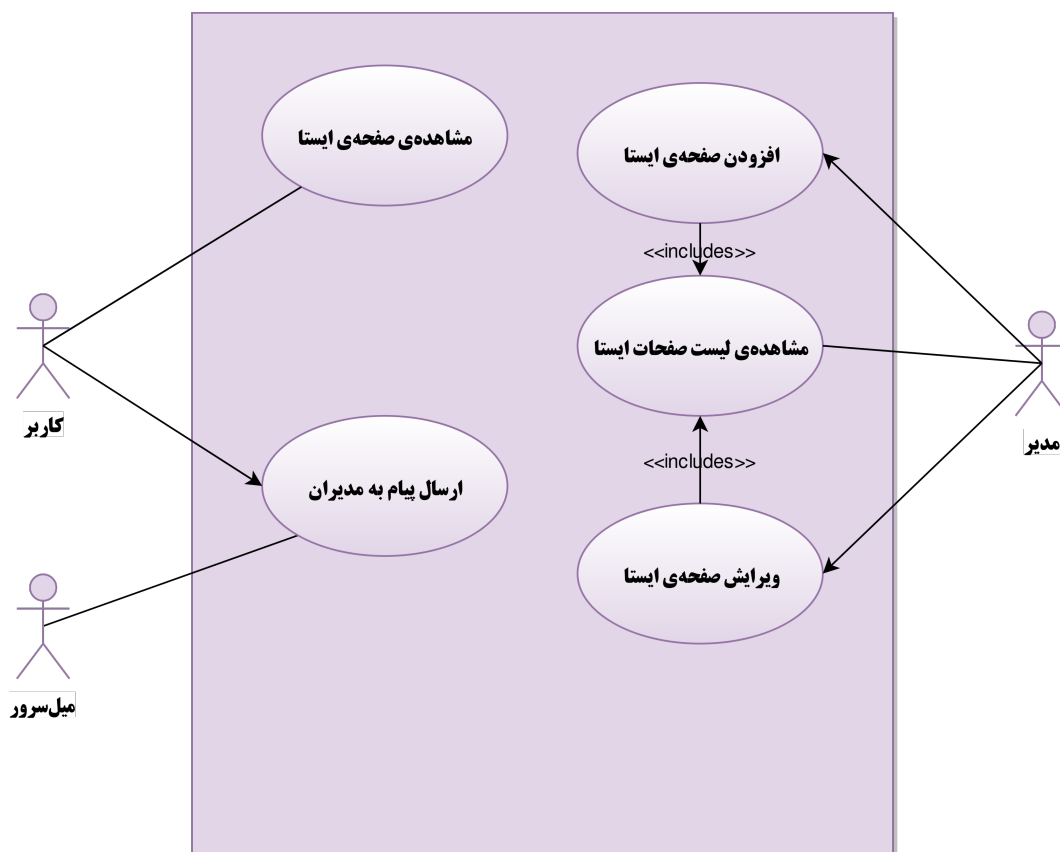 مشاهده‌ی صفحه‌ی ایستا
افزودن صفحه‌ی ایستا
<<includes>>
مشاهده‌ی لیست صفحات ایستا
کاربر
مدیر
<<includes>>
ارسال پیام به مدیران
ویرایش صفحه‌ی ایستا
میل‌سرور